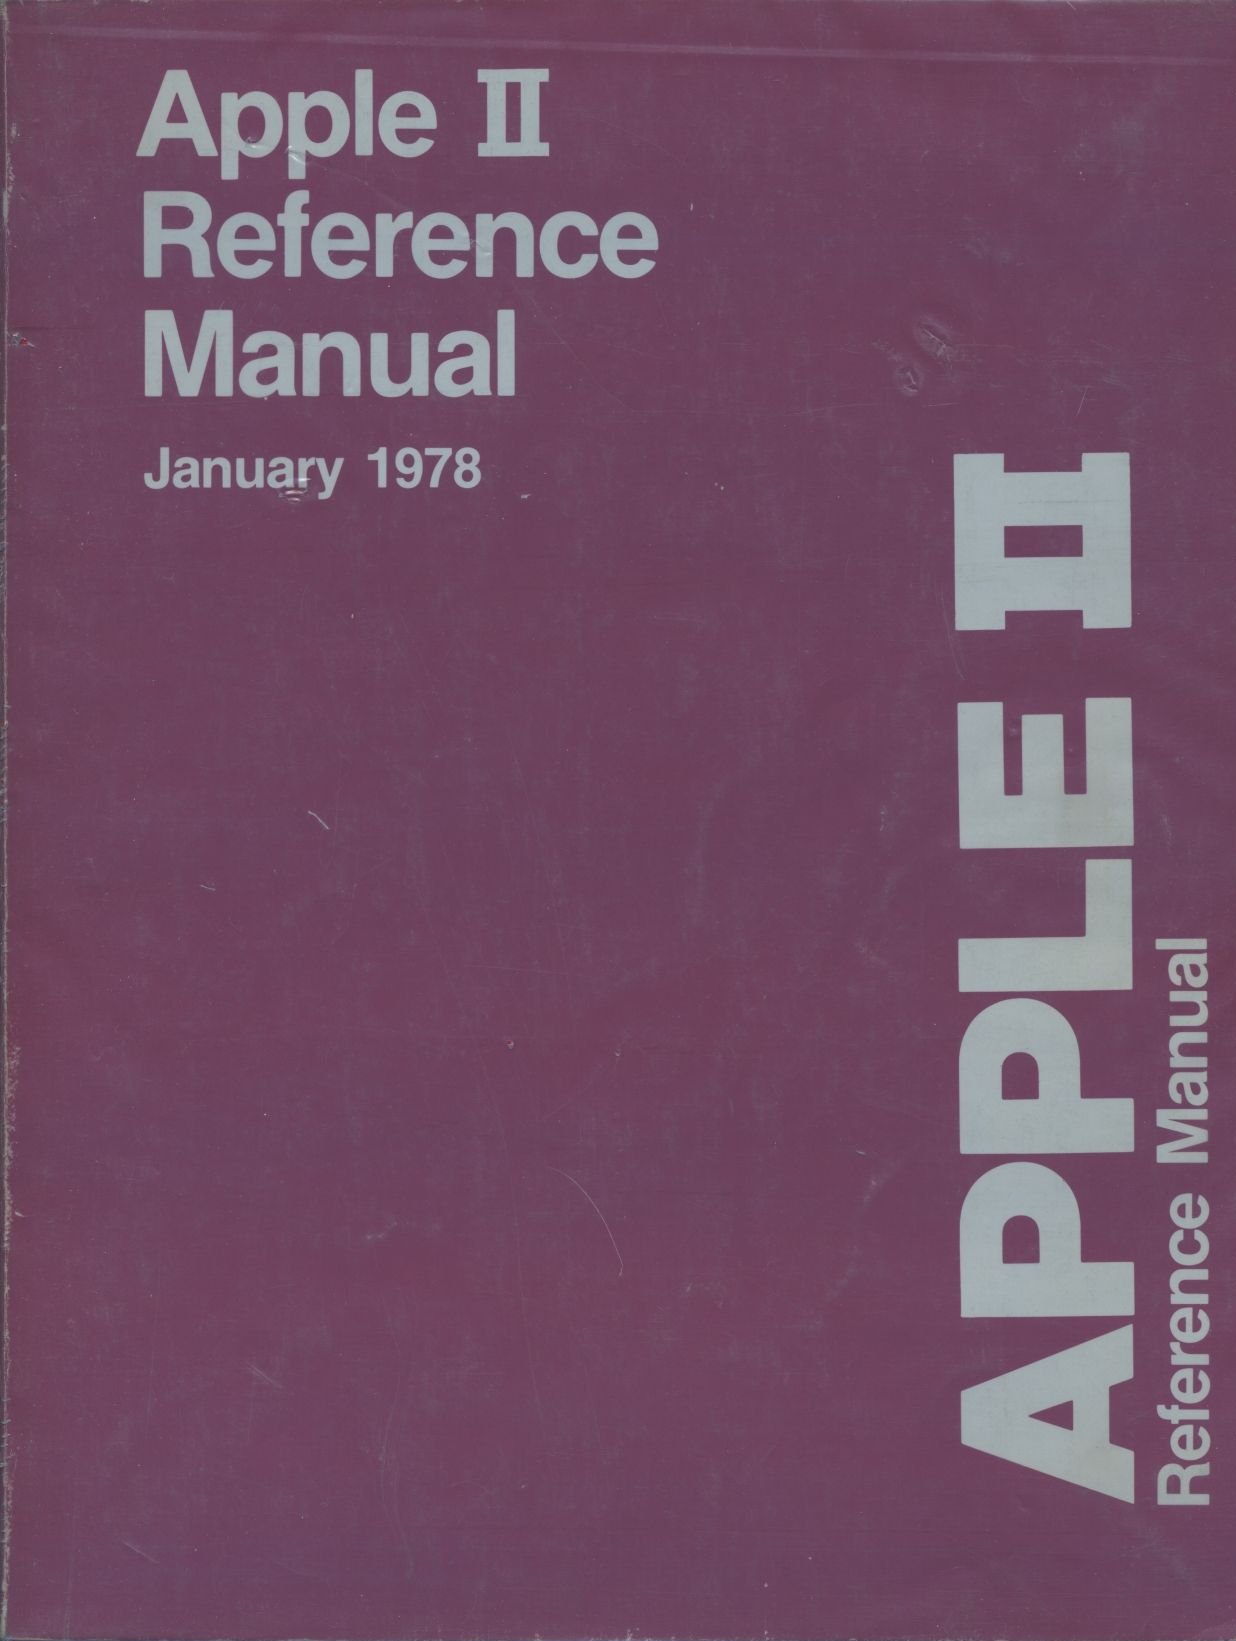 Apple II
Reference
Manual
January 1978
APPLE II
Reference Manual